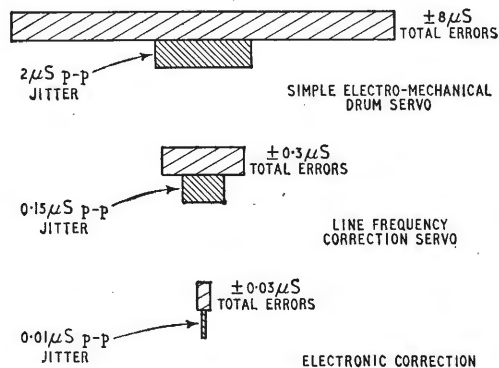 ±8μS
TOTAL ERRORS
2μS p-p
JITTER
SIMPLE ELECTRO-MECHANICAL
DRUM SERVO
±0·3μS
TOTAL ERRORS
0·15μS p-p
JITTER
LINE FREQUENCY
CORRECTION SERVO
±0·03μS
TOTAL ERRORS
0·01μS p-p
JITTER
ELECTRONIC CORRECTION